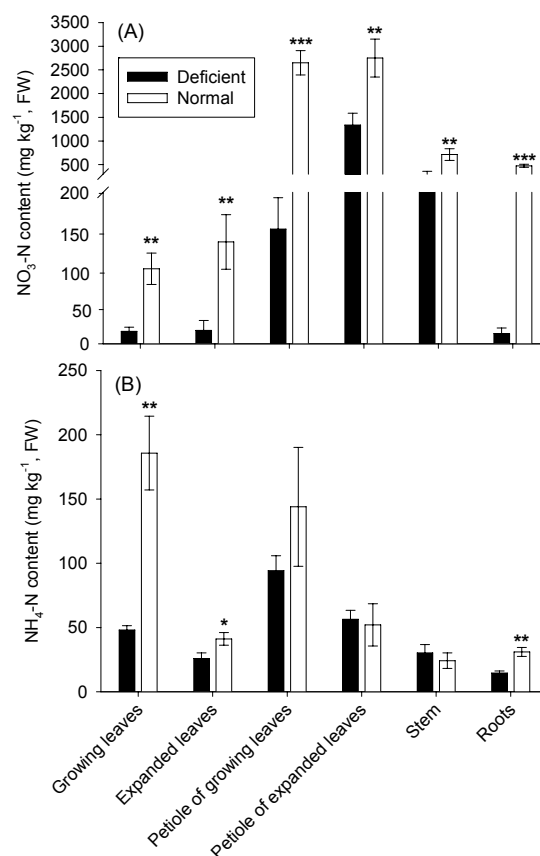 (A)
Deficient
Normal
NO₃-N content (mg kg⁻¹, FW)
3500
3000
2500
2000
1500
1000
500
200
150
100
50
0
**
**
***
**
**
***
(B)
NH₄-N content (mg kg⁻¹, FW)
250
200
150
100
50
0
**
*
**
Growing leaves
Expanded leaves
Petiole of growing leaves
Petiole of expanded leaves
Stem
Roots